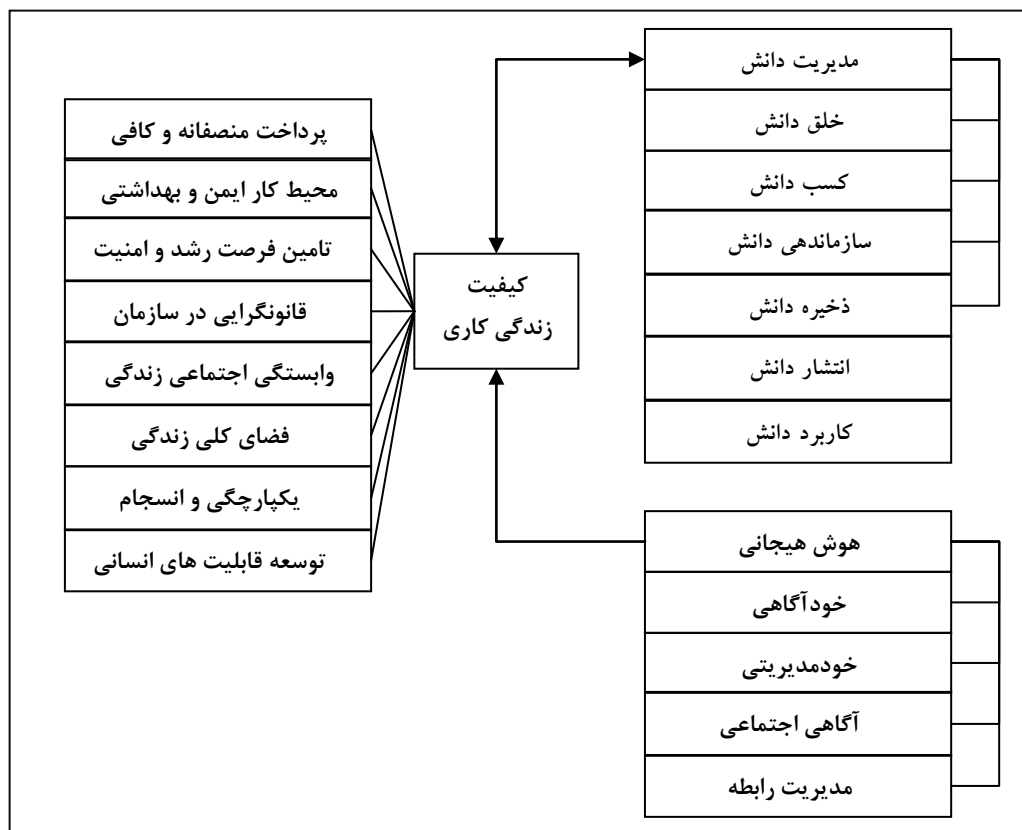 مدیریت دانش
خلق دانش
کسب دانش
سازماندهی دانش
ذخیره دانش
انتشار دانش
کاربرد دانش
پرداخت منصفانه و کافی
محیط کار ایمن و بهداشتی
تامین فرصت رشد و امنیت
قانونگرایی در سازمان
وابستگی اجتماعی زندگی
فضای کلی زندگی
یکپارچگی و انسجام
توسعه قابلیت های انسانی
کیفیت
زندگی کاری
هوش هیجانی
خودآگاهی
خودمدیریتی
آگاهی اجتماعی
مدیریت رابطه